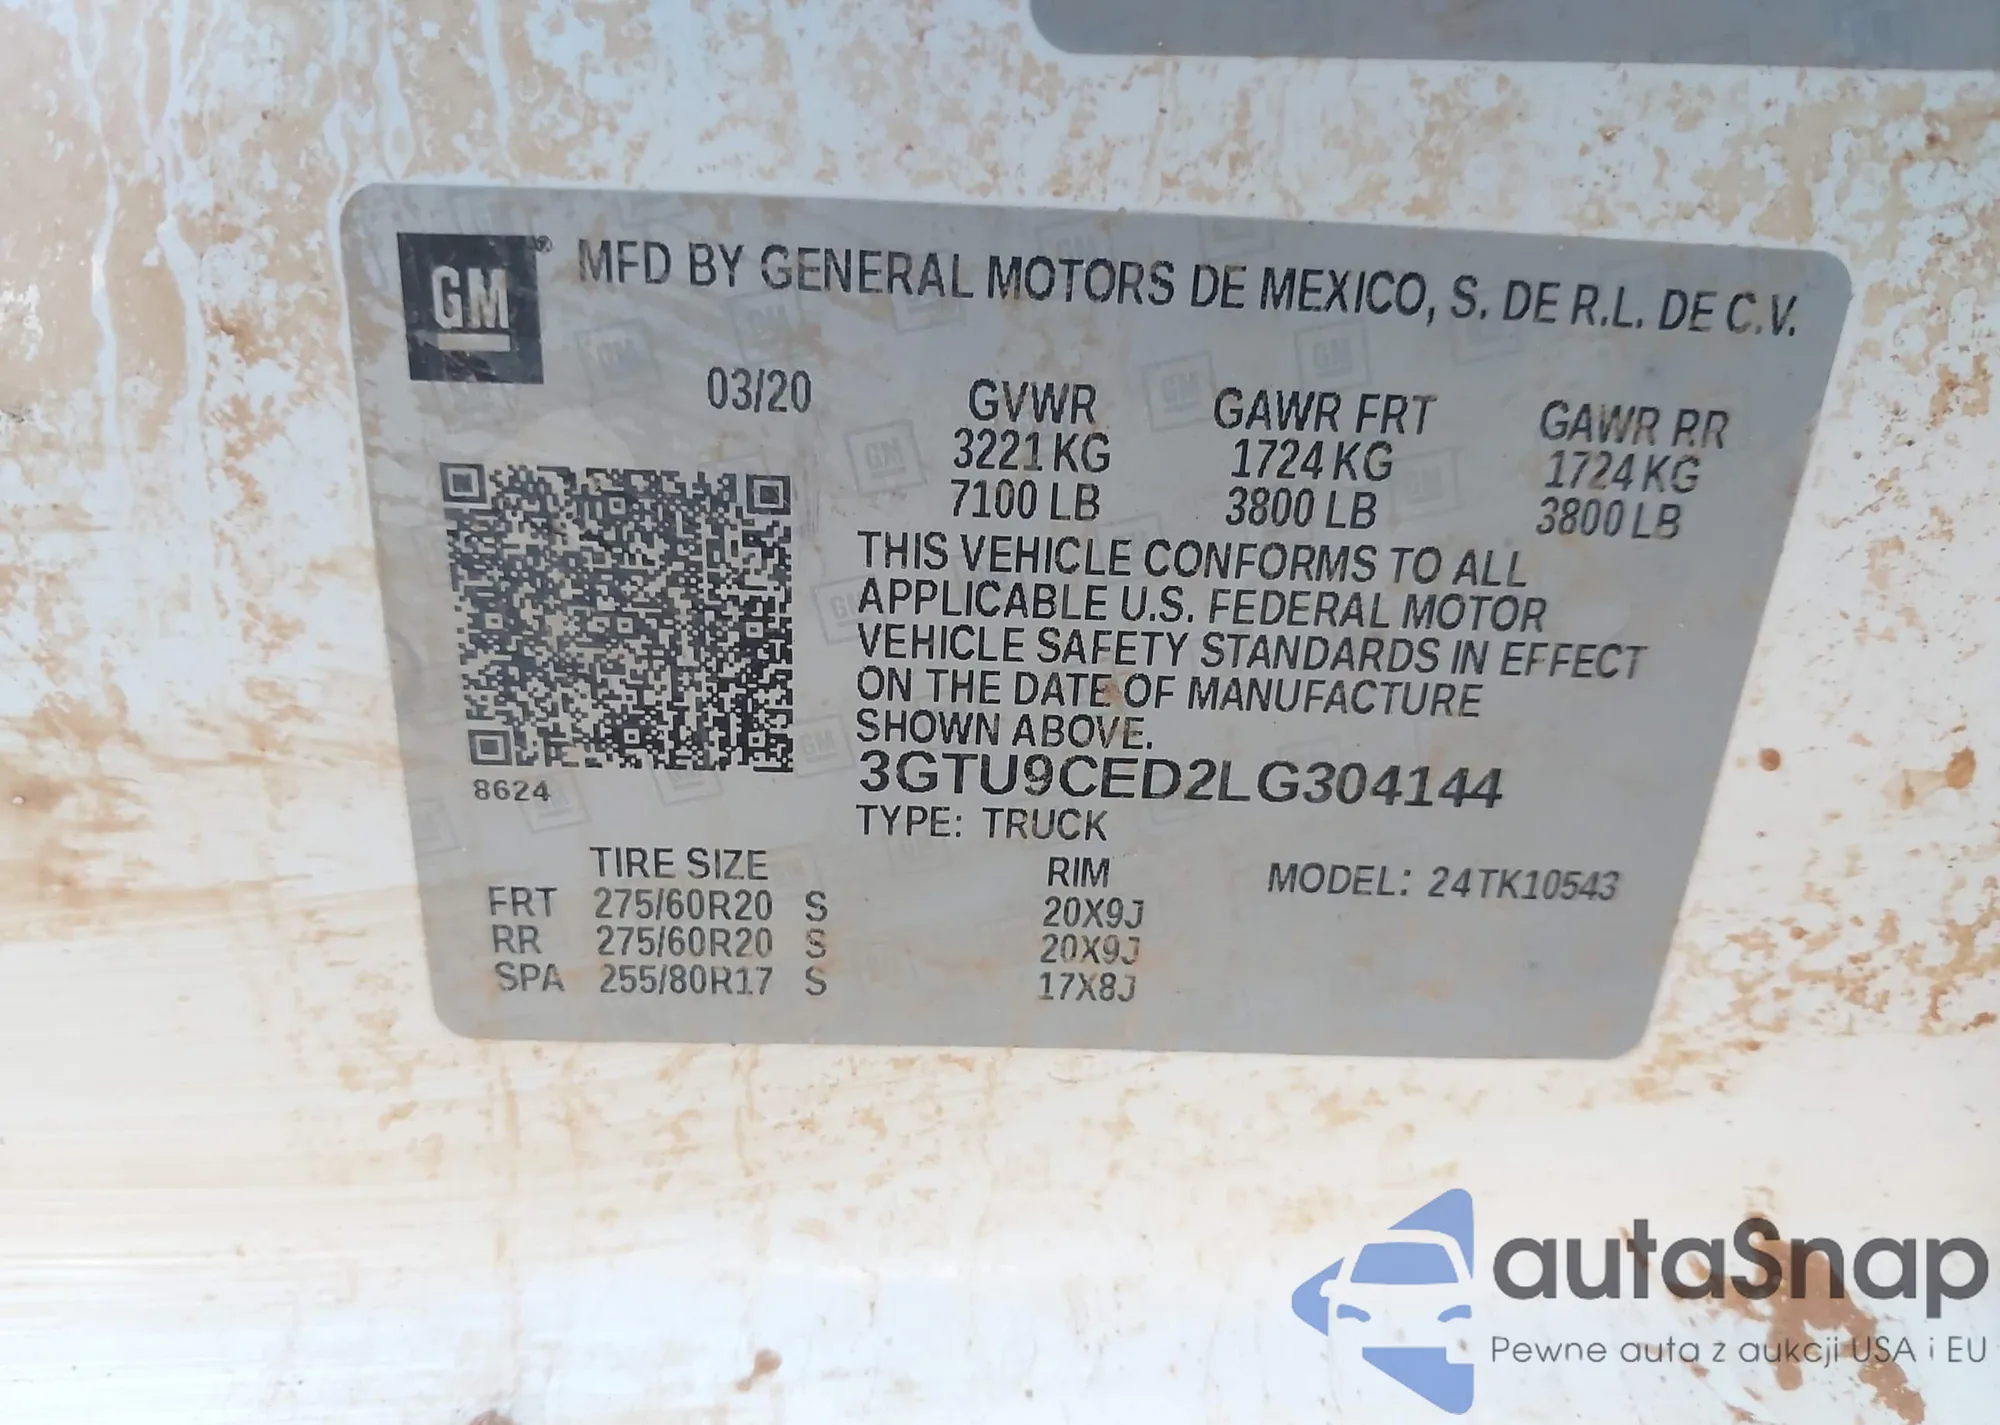 GM® MFD BY GENERAL MOTORS DE MEXICO, S. DE R.L. DE C.V.
03/20 GVWR GAWR FRT GAWR RR
3221 KG 1724 KG 1724 KG
7100 LB 3800 LB 3800 LB
THIS VEHICLE CONFORMS TO ALL
APPLICABLE U.S. FEDERAL MOTOR
VEHICLE SAFETY STANDARDS IN EFFECT
ON THE DATE OF MANUFACTURE
SHOWN ABOVE.
3GTU9CED2LG304144
8624
TYPE: TRUCK
TIRE SIZE RIM MODEL: 24TK10543
FRT 275/60R20 S 20X9J
RR 275/60R20 S 20X9J
SPA 255/80R17 S 17X8J
autaSnap
Pewne auta z aukcji USA i EU